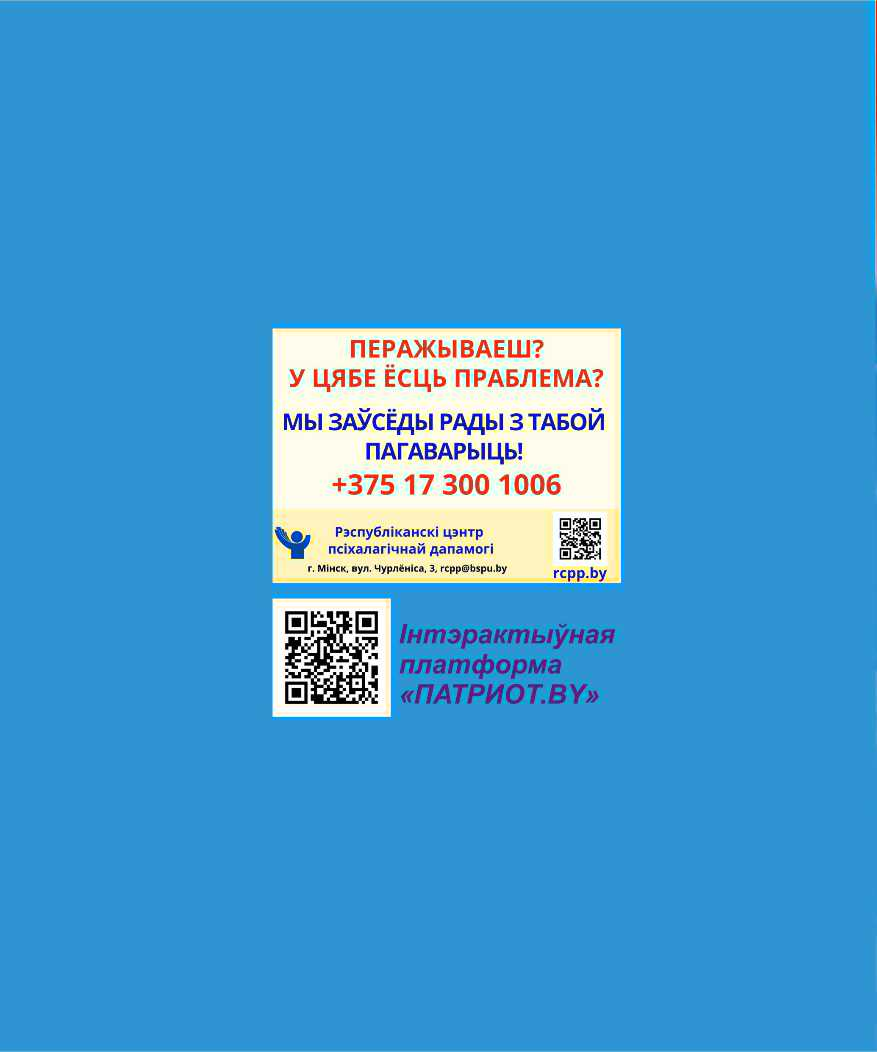 ПЕРАЖЫВАЕШ?
У ЦЯБЕ ЁСЦЬ ПРАБЛЕМА?
МЫ ЗАЎСЁДЫ РАДЫ З ТАБОЙ
ПАГАВАРЫЦЬ!
+375 17 300 1006
Рэспубліканскі цэнтр
псіхалагічнай дапамогі
г. Мінск, вул. Чурлёніса, 3, rcpp@bspu.by
rcpp.by
Інтэрактыўная
платформа
«ПАТРИОТ.BY»